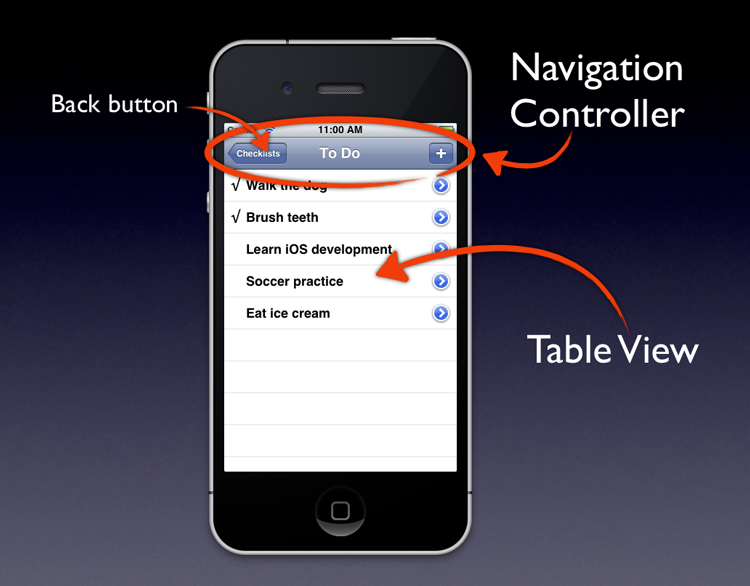 Navigation
Controller
Back button
11:00 AM
Checklists
To Do
+
√ Walk the dog
√ Brush teeth
Learn iOS development
Soccer practice
Eat ice cream
Table View